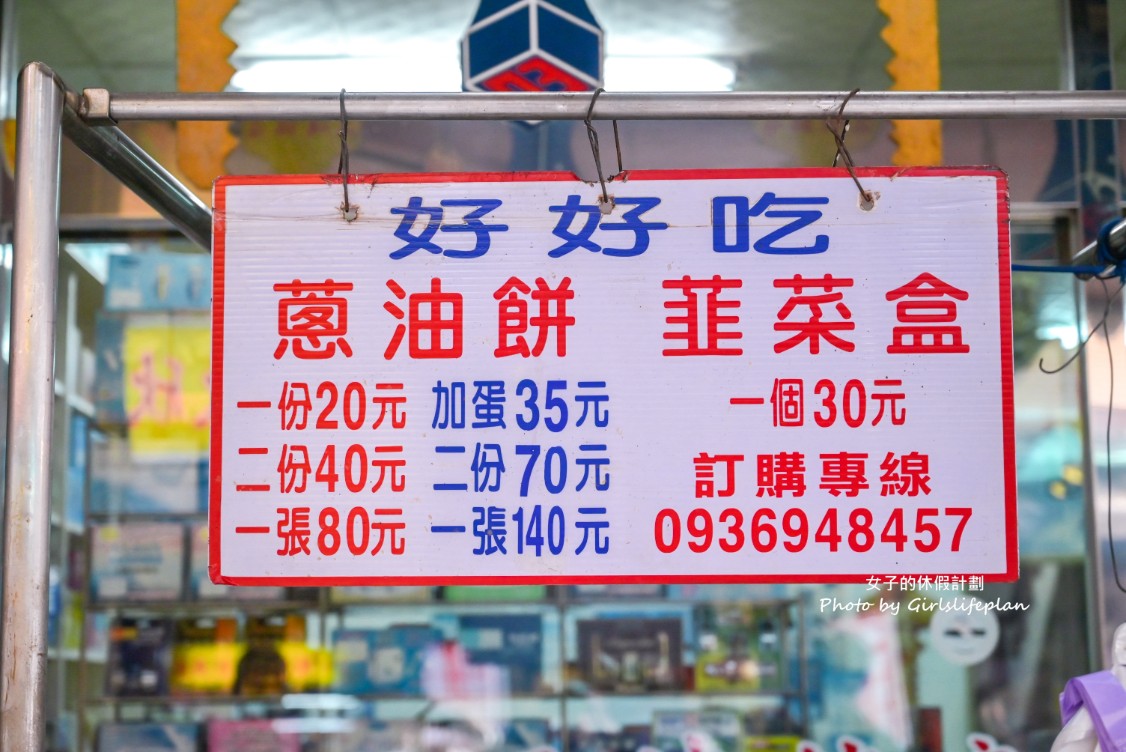 好好吃
蔥油餅 韮菜盒
一份20元 加蛋35元 一個30元
二份40元 二份70元 訂購專線
一張80元 一張140元 0936948457
女子的休假計劃
Photo by Girlslifeplan